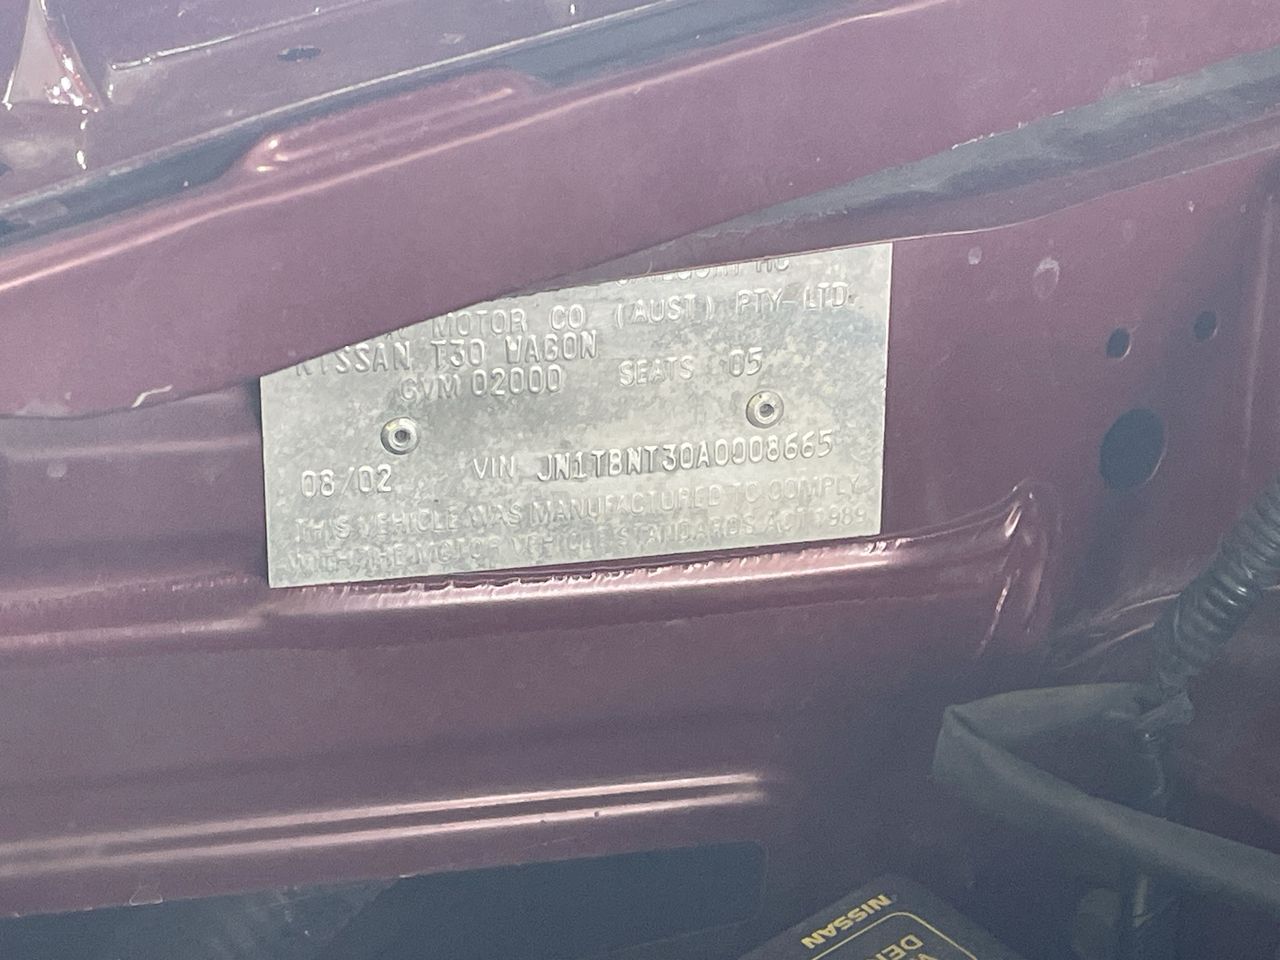 MOTOR CO (AUST) PTY LTD
NISSAN T30 WAGON
GVM 02000 SEATS 05
08/02 VIN JN1TBNT30A0008665
THIS VEHICLE WAS MANUFACTURED TO COMPLY
WITH THE MOTOR VEHICLE STANDARDS ACT 1989
NISSAN